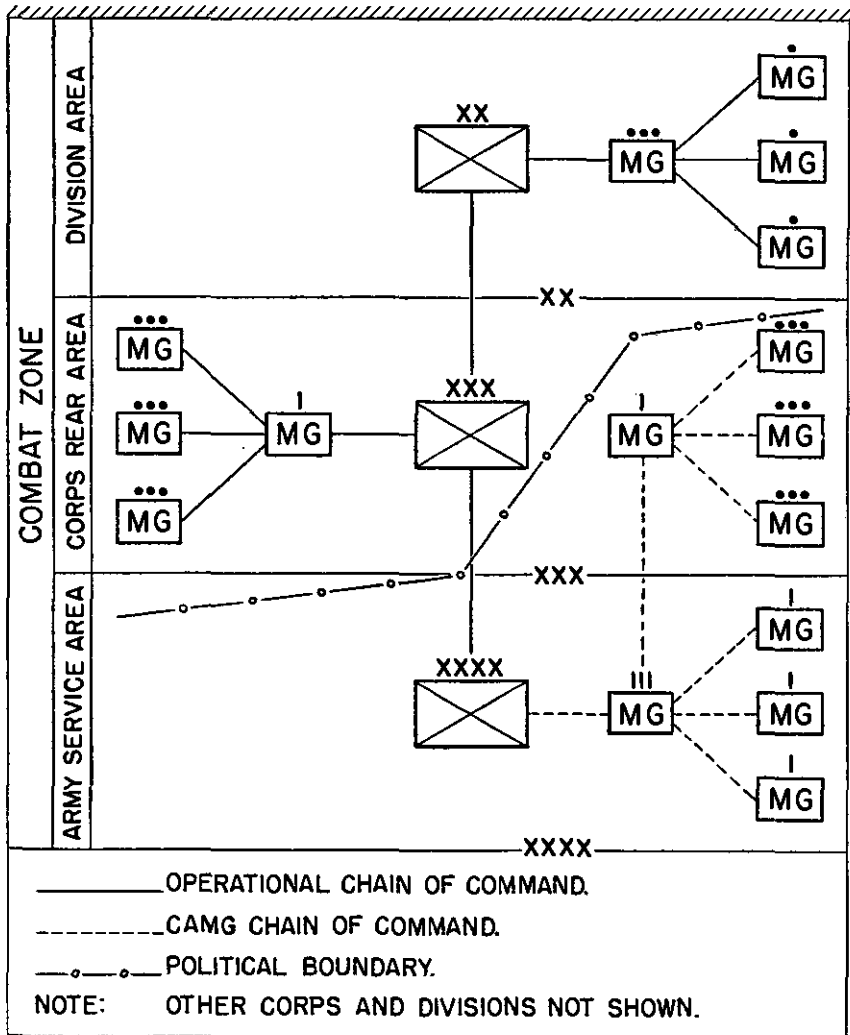 COMBAT ZONE
DIVISION AREA
XX
MG
MG
MG
MG
XX
CORPS REAR AREA
MG
MG
MG
I
MG
XXX
I
MG
MG
MG
MG
XXX
ARMY SERVICE AREA
XXXX
III
MG
I
MG
I
MG
I
MG
XXXX
OPERATIONAL CHAIN OF COMMAND.
CAMG CHAIN OF COMMAND.
POLITICAL BOUNDARY.
NOTE: OTHER CORPS AND DIVISIONS NOT SHOWN.